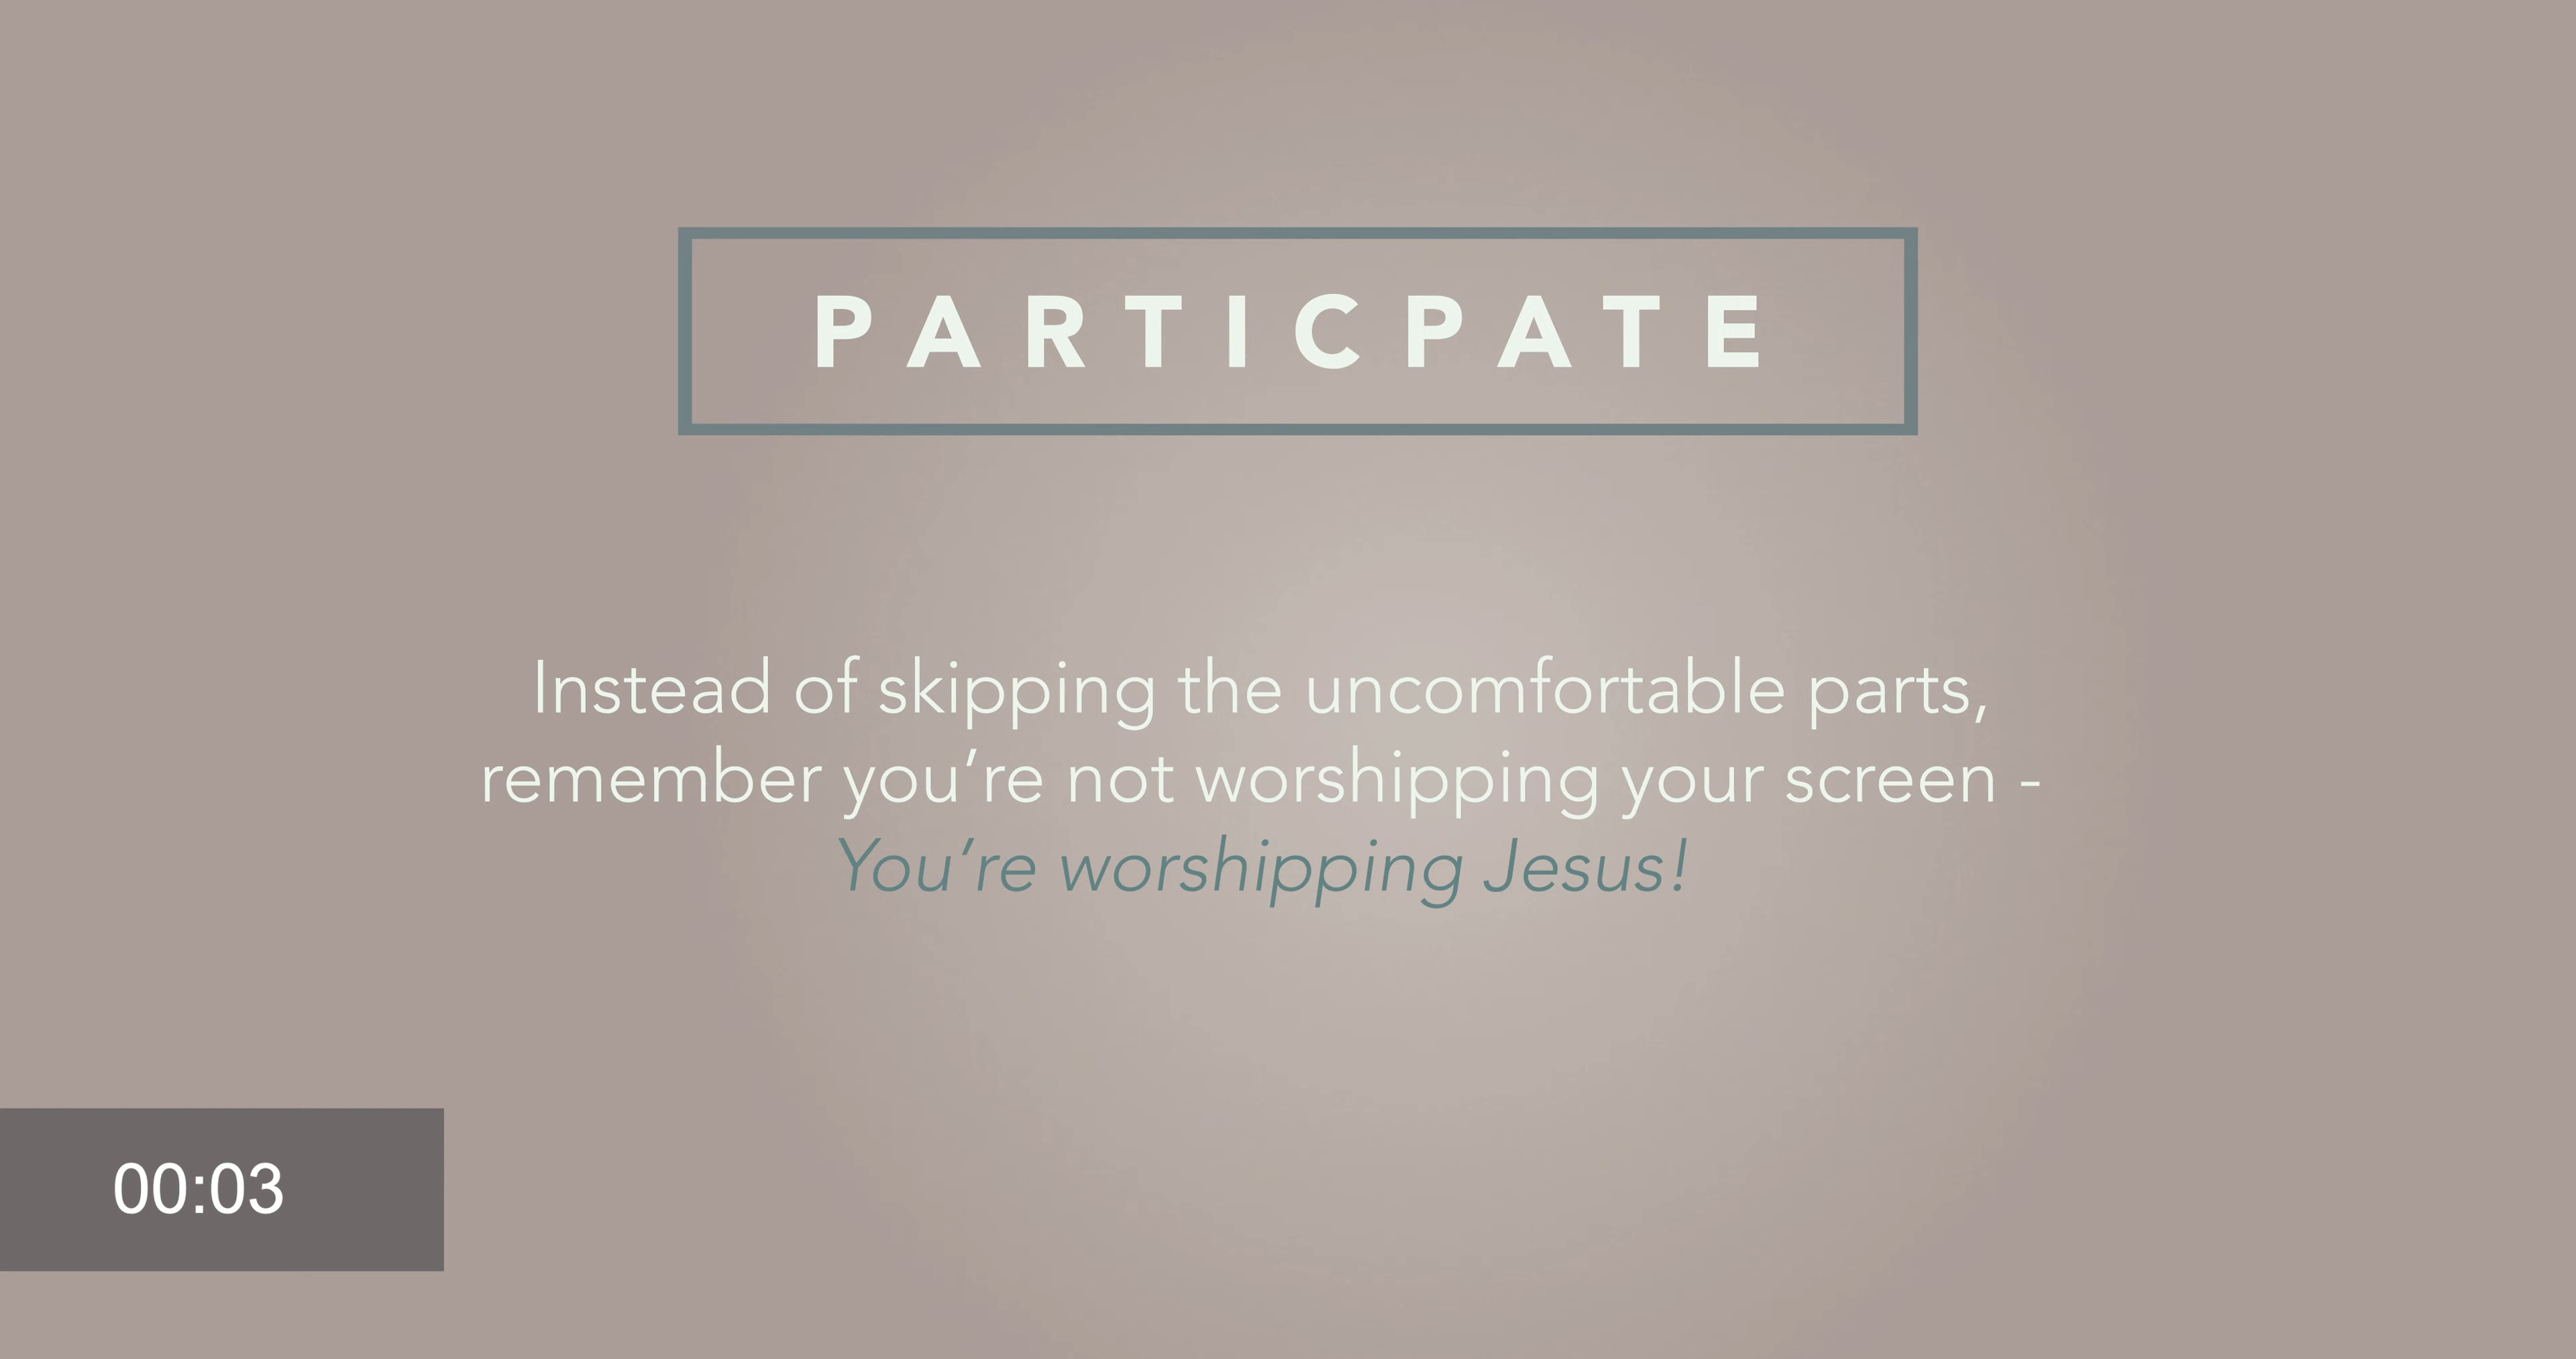 PARTICPATE
Instead of skipping the uncomfortable parts,
remember you’re not worshipping your screen -
You’re worshipping Jesus!
00:03